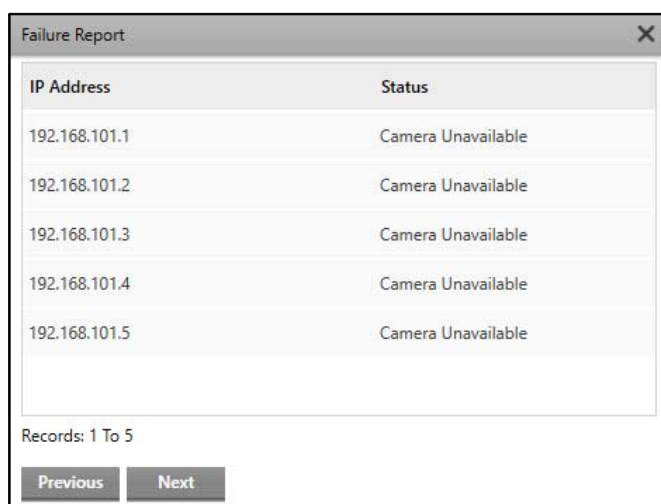 Failure Report
IP Address Status
192.168.101.1 Camera Unavailable
192.168.101.2 Camera Unavailable
192.168.101.3 Camera Unavailable
192.168.101.4 Camera Unavailable
192.168.101.5 Camera Unavailable
Records: 1 To 5
Previous Next